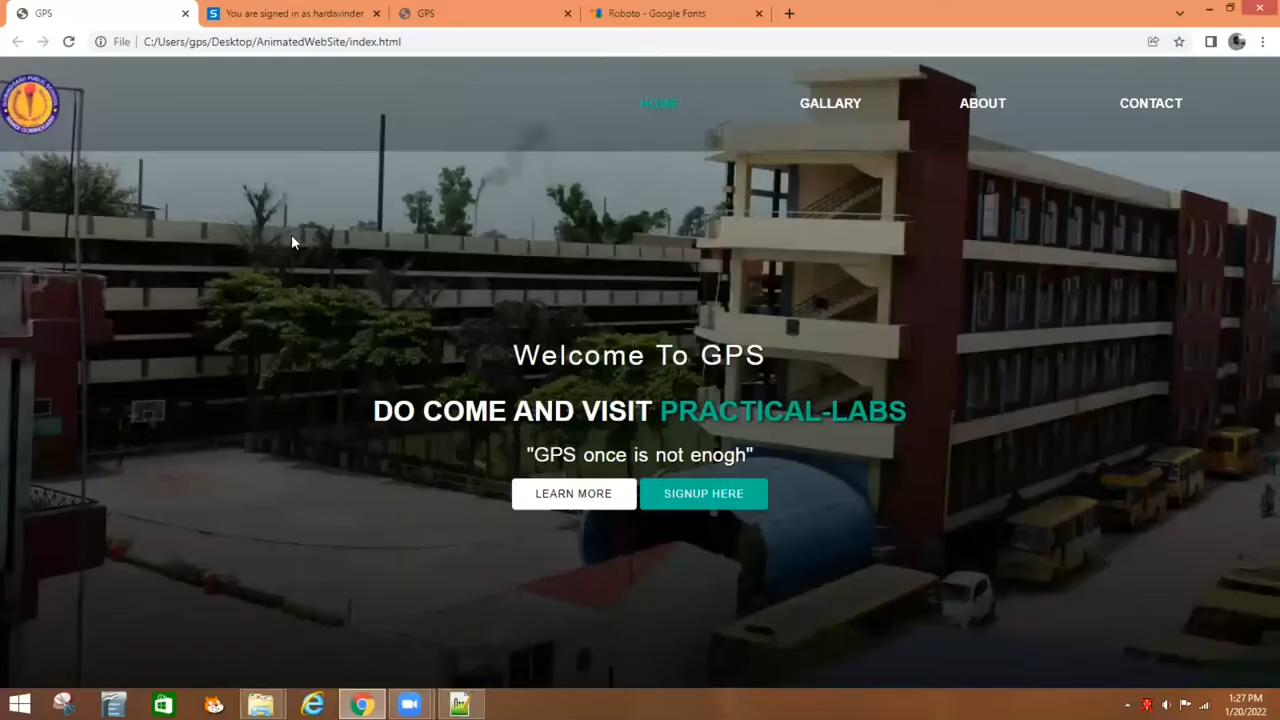 GPS
You are signed in as hardavinder
GPS
Roboto - Google Fonts
File
C:/Users/gps/Desktop/AnimatedWebSite/index.html
HOME
GALLARY
ABOUT
CONTACT
Welcome To GPS
DO COME AND VISIT PRACTICAL-LABS
"GPS once is not enogh"
LEARN MORE
SIGNUP HERE
1:27 PM
1/20/2022